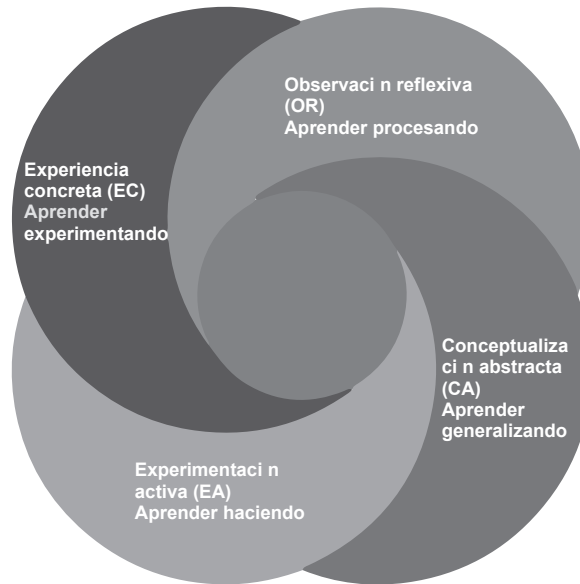 Observaci n reflexiva
(OR)
Aprender procesando
Experiencia
concreta (EC)
Aprender
experimentando
Conceptualiza
ci n abstracta
(CA)
Aprender
generalizando
Experimentaci n
activa (EA)
Aprender haciendo